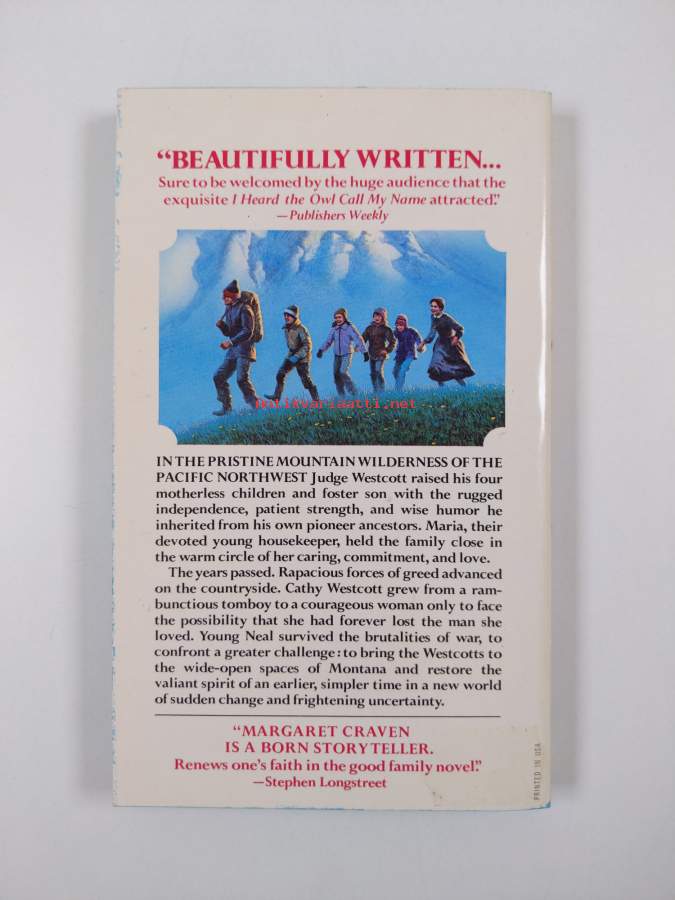 “BEAUTIFULLY WRITTEN...
Sure to be welcomed by the huge audience that the
exquisite I Heard the Owl Call My Name attracted.”
—Publishers Weekly
antikvariaatti.net
IN THE PRISTINE MOUNTAIN WILDERNESS OF THE
PACIFIC NORTHWEST Judge Westcott raised his four
motherless children and foster son with the rugged
independence, patient strength, and wise humor he
inherited from his own pioneer ancestors. Maria, their
devoted young housekeeper, held the family close in
the warm circle of her caring, commitment, and love.
The years passed. Rapacious forces of greed advanced
on the countryside. Cathy Westcott grew from a ram-
bunctious tomboy to a courageous woman only to face
the possibility that she had forever lost the man she
loved. Young Neal survived the brutalities of war, to
confront a greater challenge: to bring the Westcotts to
the wide-open spaces of Montana and restore the
valiant spirit of an earlier, simpler time in a new world
of sudden change and frightening uncertainty.
“MARGARET CRAVEN
IS A BORN STORYTELLER.
Renews one's faith in the good family novel.”
—Stephen Longstreet
PRINTED IN USA